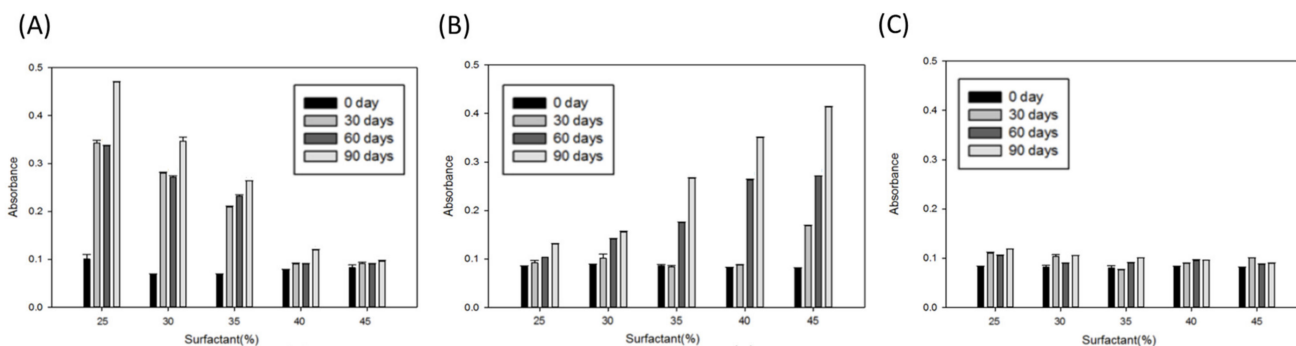 (A)
(B)
(C)
0.5
0.4
0.3
0.2
0.1
0.0
Absorbance
0 day
30 days
60 days
90 days
25 30 35 40 45
Surfactant(%)
0.5
0.4
0.3
0.2
0.1
0.0
Absorbance
0 day
30 days
60 days
90 days
25 30 35 40 45
Surfactant(%)
0.5
0.4
0.3
0.2
0.1
0.0
Absorbance
0 day
30 days
60 days
90 days
25 30 35 40 45
Surfactant(%)